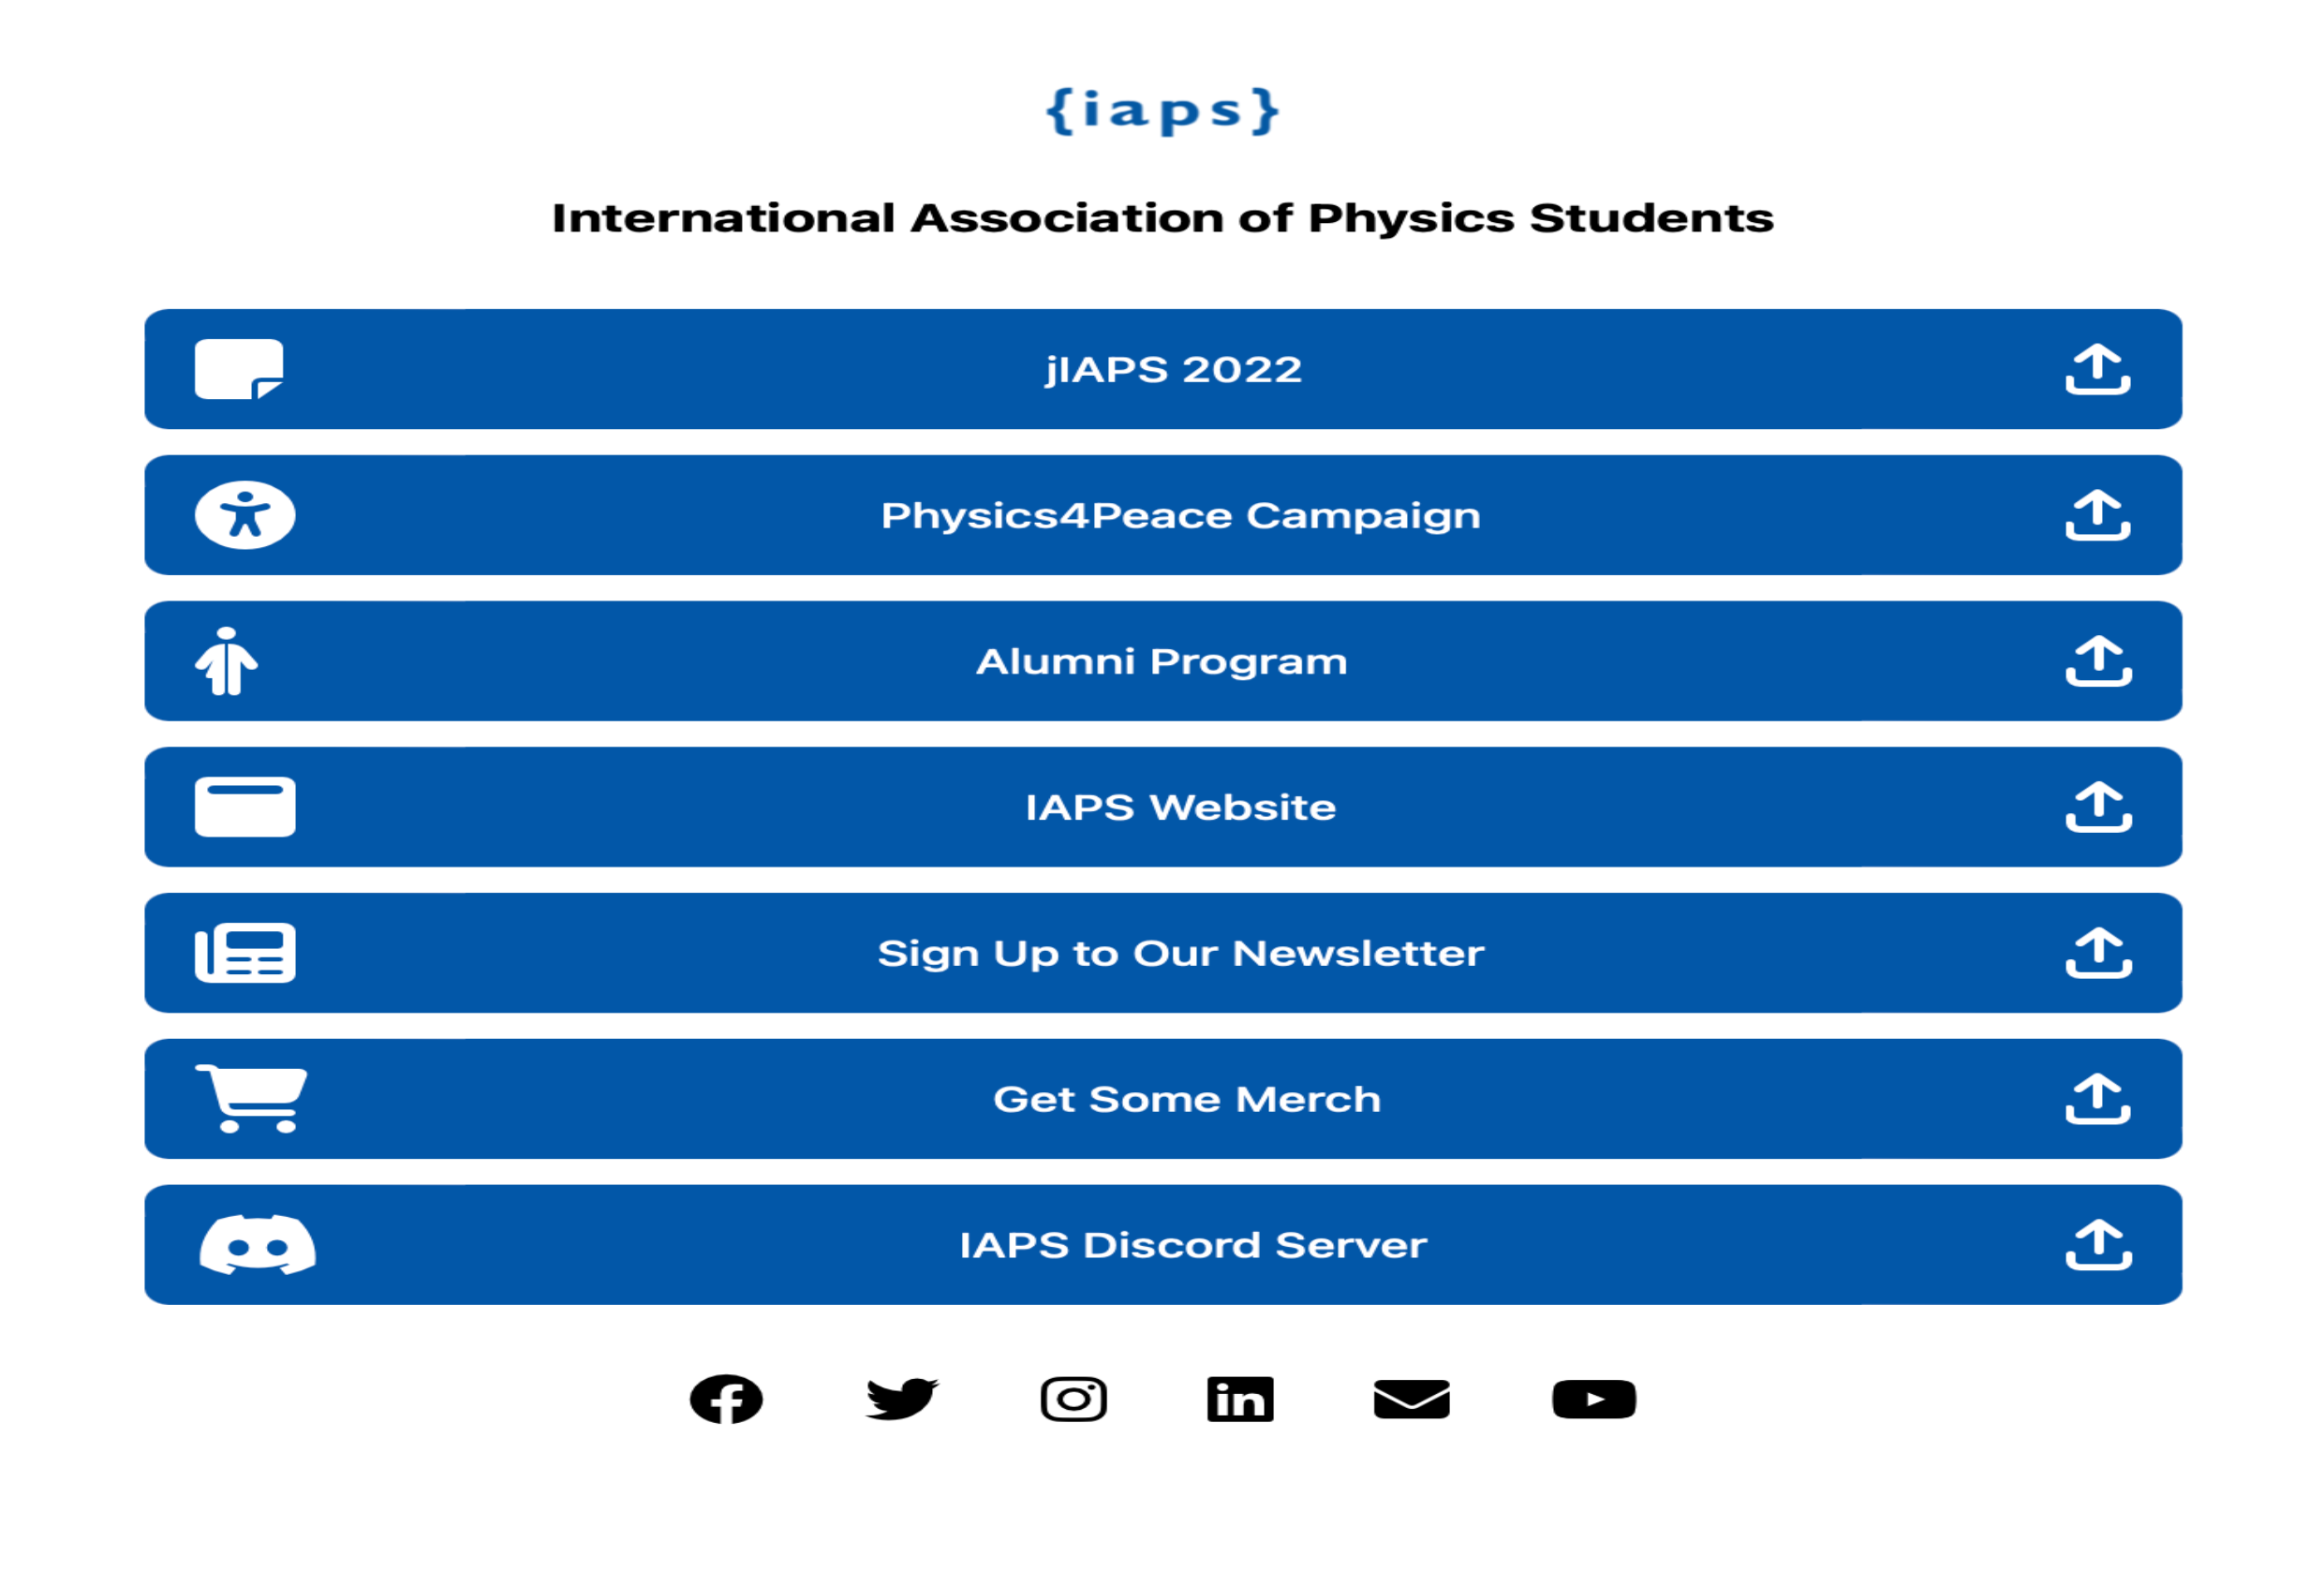 {iaps}
International Association of Physics Students
jIAPS 2022
Physics4Peace Campaign
Alumni Program
IAPS Website
Sign Up to Our Newsletter
Get Some Merch
IAPS Discord Server